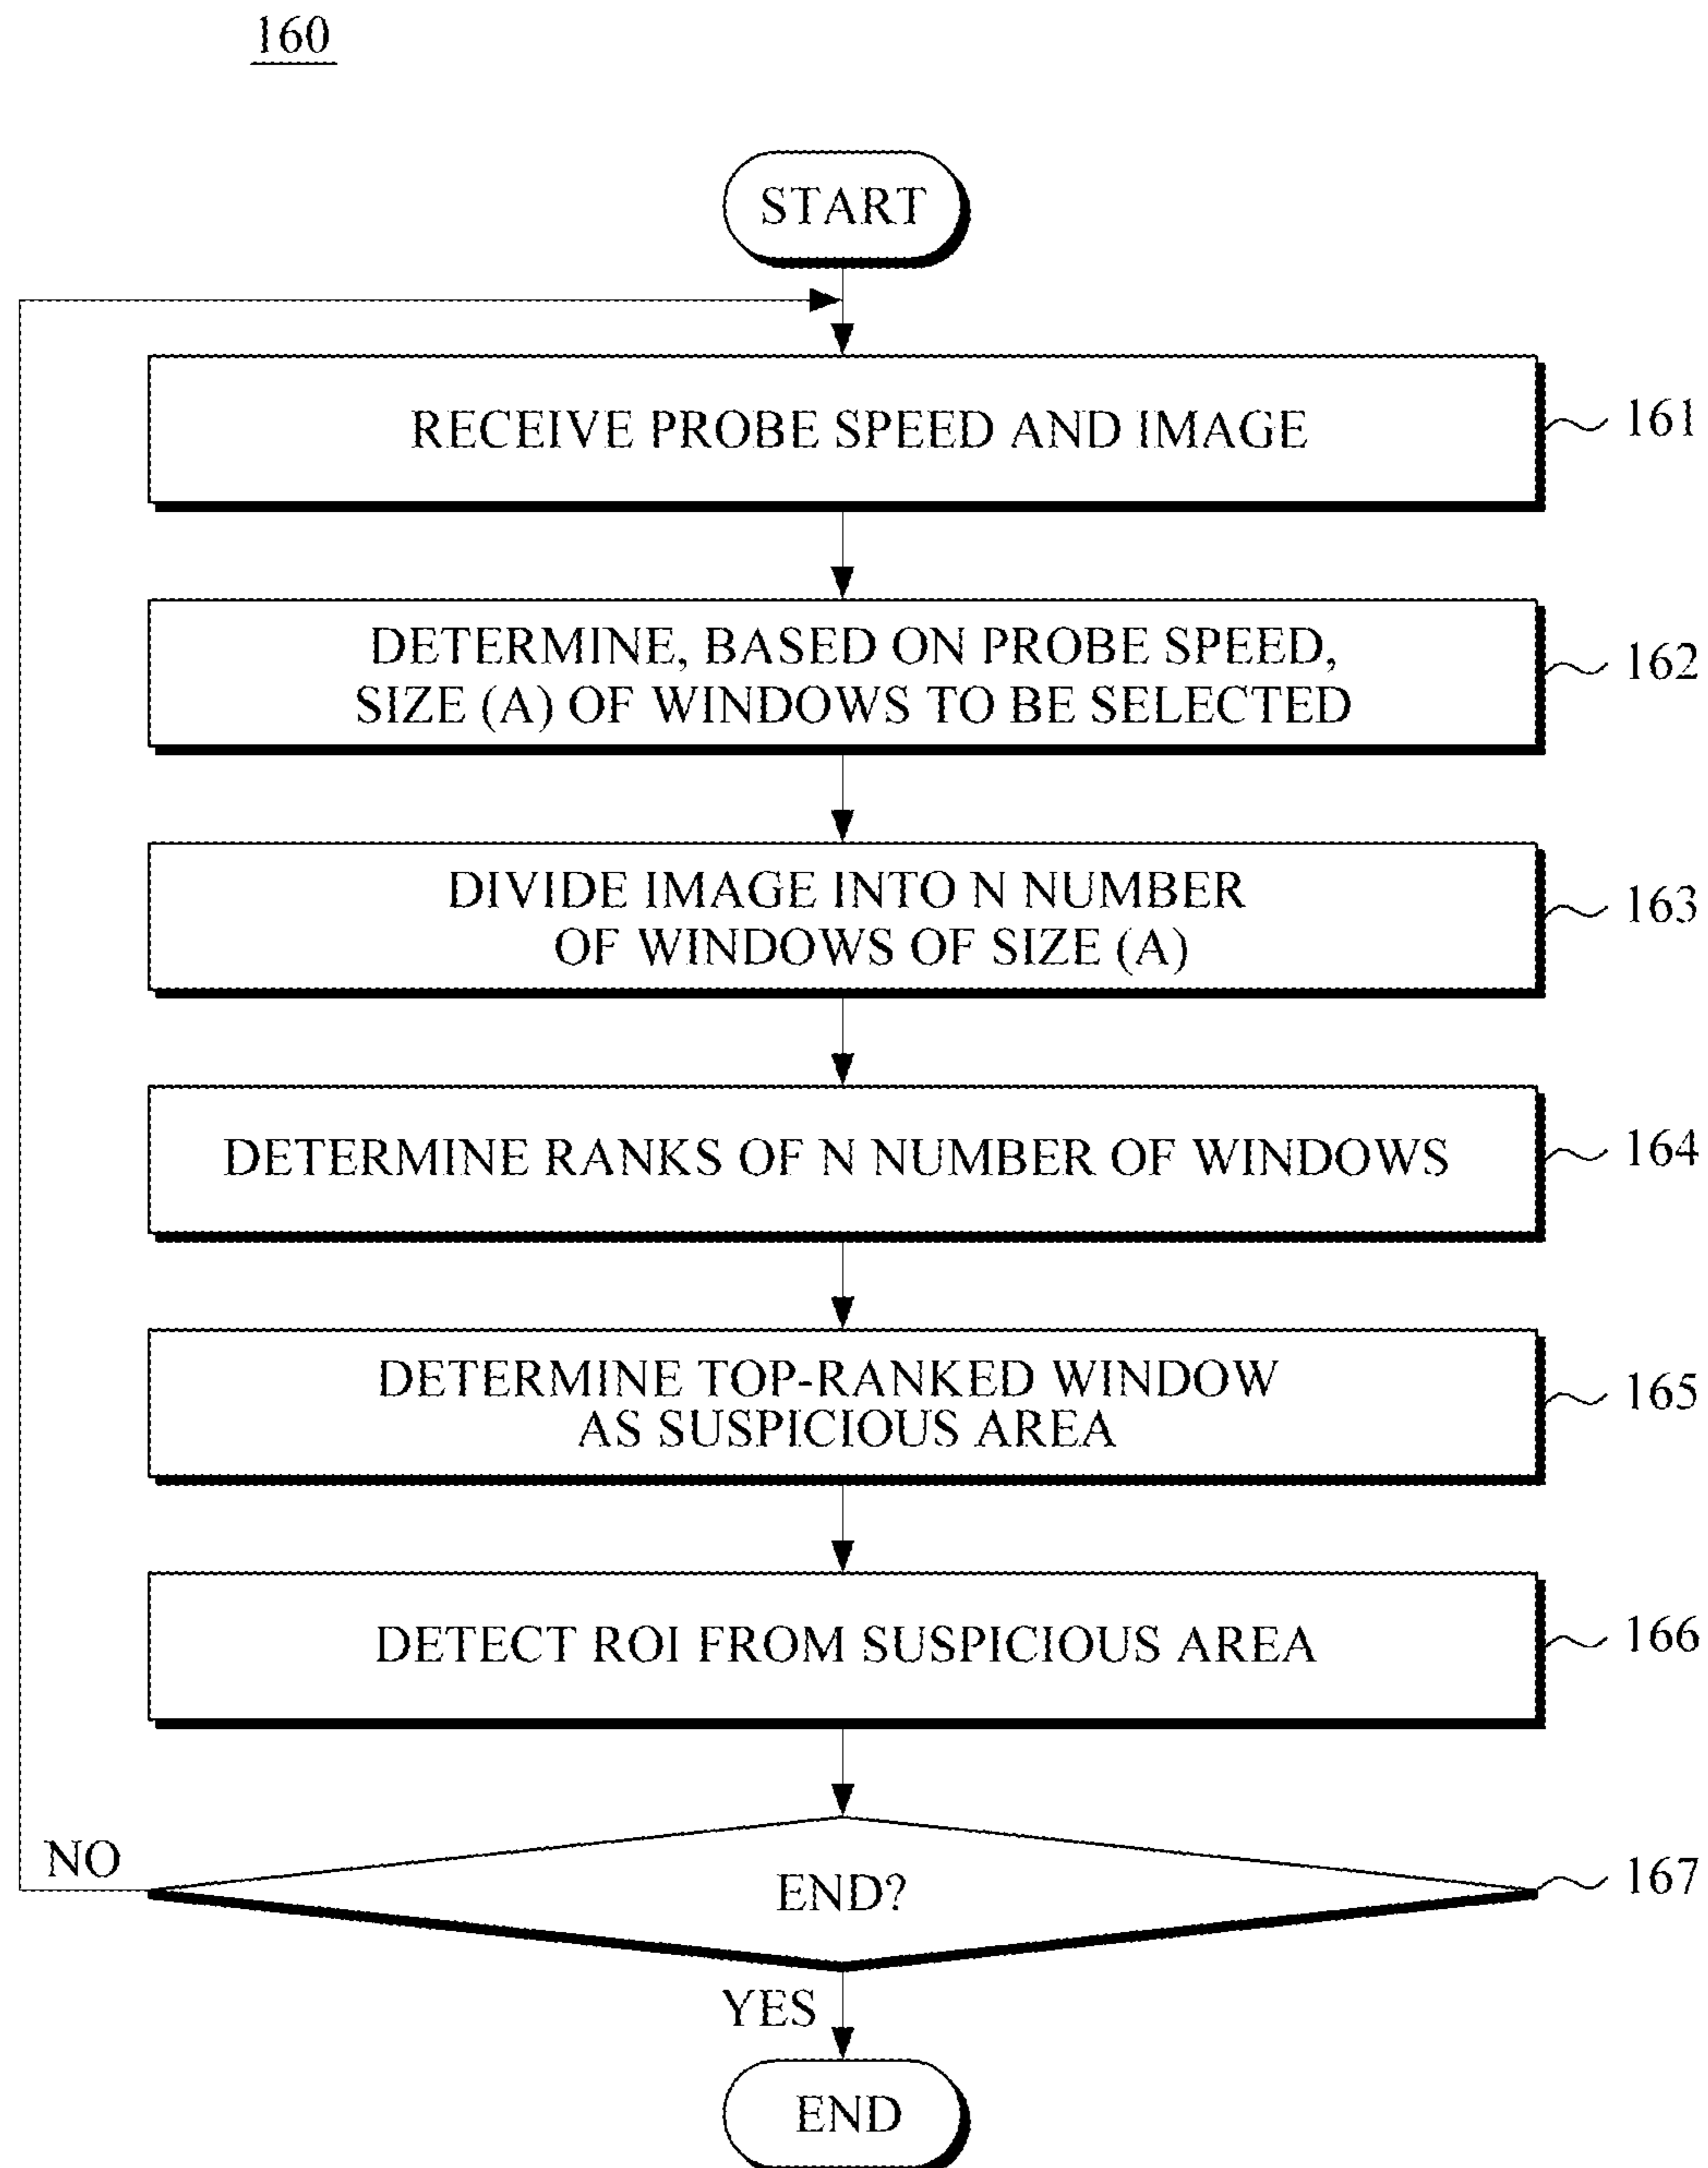 160
START
RECEIVE PROBE SPEED AND IMAGE
161
DETERMINE, BASED ON PROBE SPEED,
SIZE (A) OF WINDOWS TO BE SELECTED
162
DIVIDE IMAGE INTO N NUMBER
OF WINDOWS OF SIZE (A)
163
DETERMINE RANKS OF N NUMBER OF WINDOWS
164
DETERMINE TOP-RANKED WINDOW
AS SUSPICIOUS AREA
165
DETECT ROI FROM SUSPICIOUS AREA
166
NO
END?
167
YES
END